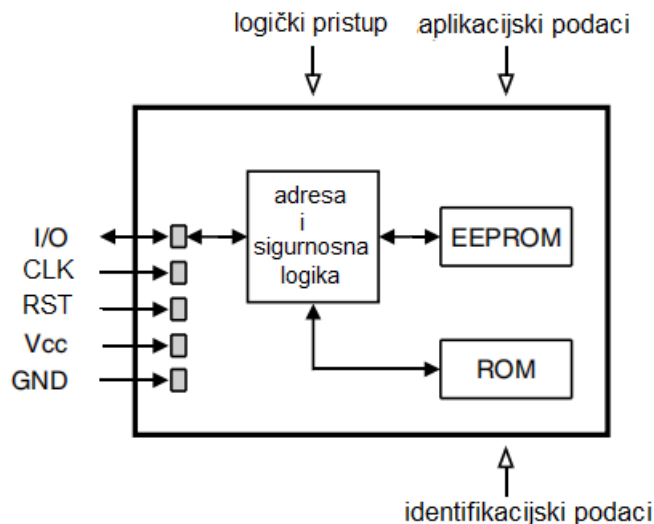 logički pristup
aplikacijski podaci
adresa
i
sigurnosna
logika
EEPROM
ROM
I/O
CLK
RST
Vcc
GND
identifikacijski podaci